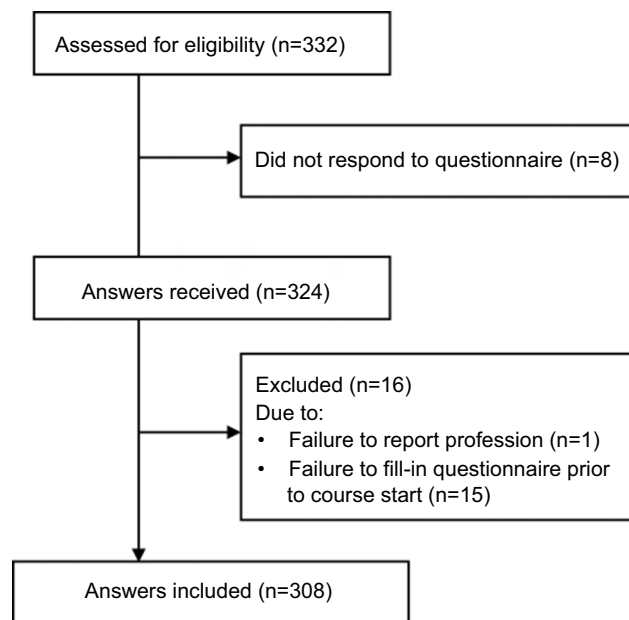 Assessed for eligibility (n=332)
Did not respond to questionnaire (n=8)
Answers received (n=324)
Excluded (n=16)
Due to:
• Failure to report profession (n=1)
• Failure to fill-in questionnaire prior
to course start (n=15)
Answers included (n=308)